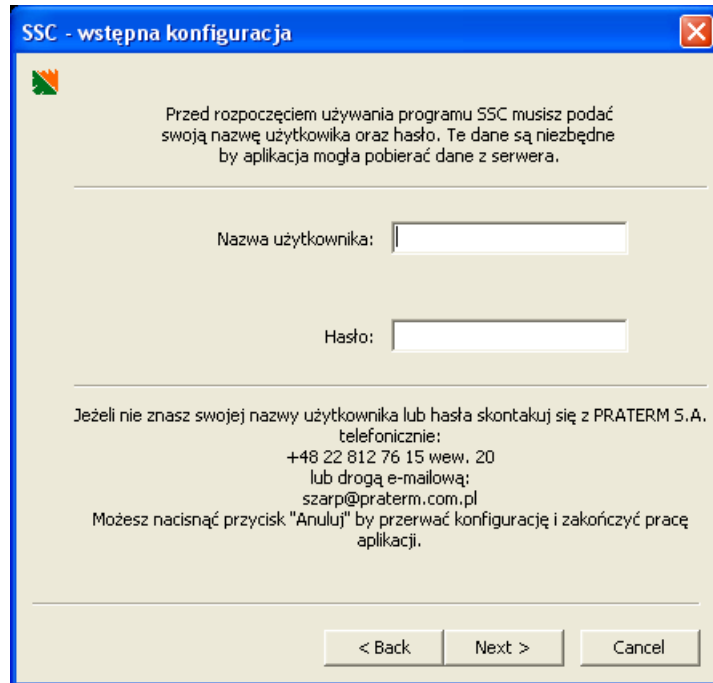 SSC - wstępna konfiguracja
Przed rozpoczęciem używania programu SSC musisz podać
swoją nazwę użytkowika oraz hasło. Te dane są niezbędne
by aplikacja mogła pobierać dane z serwera.
Nazwa użytkownika:
Hasło:
Jeżeli nie znasz swojej nazwy użytkownika lub hasła skontakuj się z PRATERM S.A.
telefonicznie:
+48 22 812 76 15 wew. 20
lub drogą e-mailową:
szarp@praterm.com.pl
Możesz nacisnąć przycisk "Anuluj" by przerwać konfigurację i zakończyć pracę
aplikacji.
< Back Next > Cancel